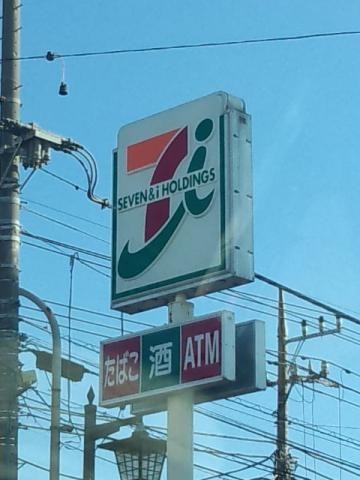 SEVEN&i HOLDINGS
たばこ 酒 ATM